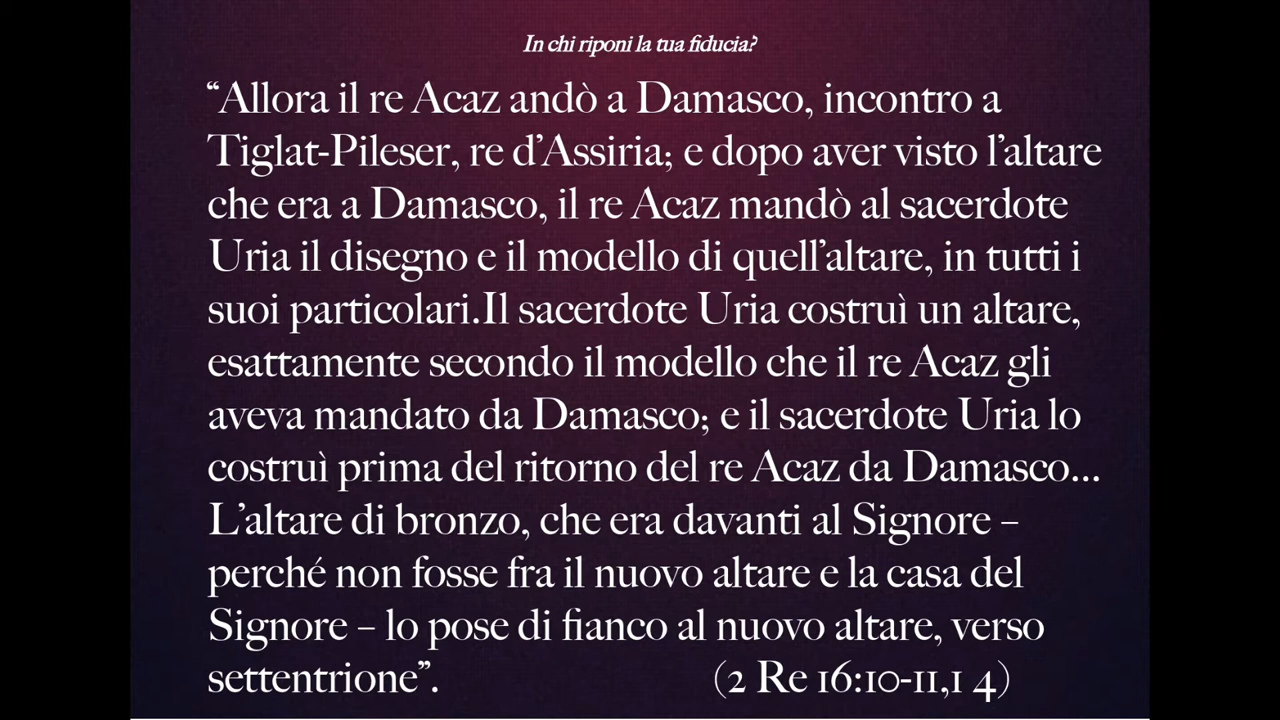 In chi riponi la tua fiducia?
“Allora il re Acaz andò a Damasco, incontro a
Tiglat-Pileser, re d’Assiria; e dopo aver visto l’altare
che era a Damasco, il re Acaz mandò al sacerdote
Uria il disegno e il modello di quell’altare, in tutti i
suoi particolari.Il sacerdote Uria costruì un altare,
esattamente secondo il modello che il re Acaz gli
aveva mandato da Damasco; e il sacerdote Uria lo
costruì prima del ritorno del re Acaz da Damasco...
L’altare di bronzo, che era davanti al Signore –
perché non fosse fra il nuovo altare e la casa del
Signore – lo pose di fianco al nuovo altare, verso
settentrione”. (2 Re 16:10-11,1 4)